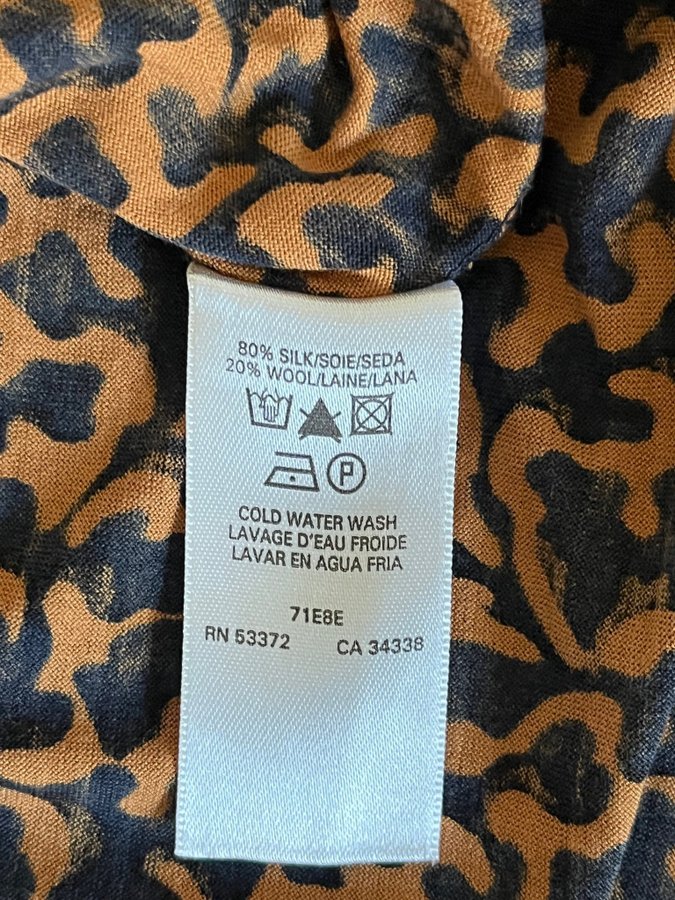 80% SILK/SOIE/SEDA
20% WOOL/LAINE/LANA
P
COLD WATER WASH
LAVAGE D'EAU FROIDE
LAVAR EN AGUA FRIA
71E8E
RN 53372 CA 34338